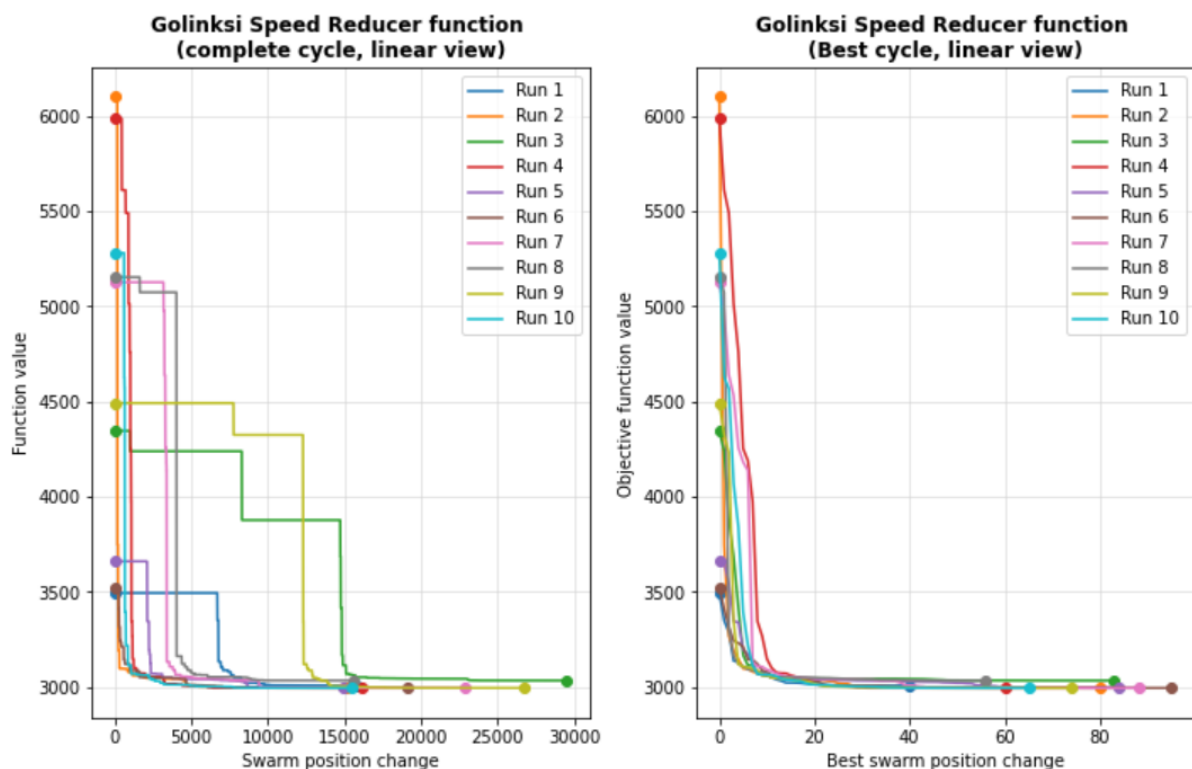 Golinksi Speed Reducer function
(complete cycle, linear view)
6000
5500
5000
4500
4000
3500
3000
Function value
0
5000
10000
15000
20000
25000
30000
Swarm position change
Run 1
Run 2
Run 3
Run 4
Run 5
Run 6
Run 7
Run 8
Run 9
Run 10
Golinksi Speed Reducer function
(Best cycle, linear view)
6000
5500
5000
4500
4000
3500
3000
Objective function value
0
20
40
60
80
Best swarm position change
Run 1
Run 2
Run 3
Run 4
Run 5
Run 6
Run 7
Run 8
Run 9
Run 10